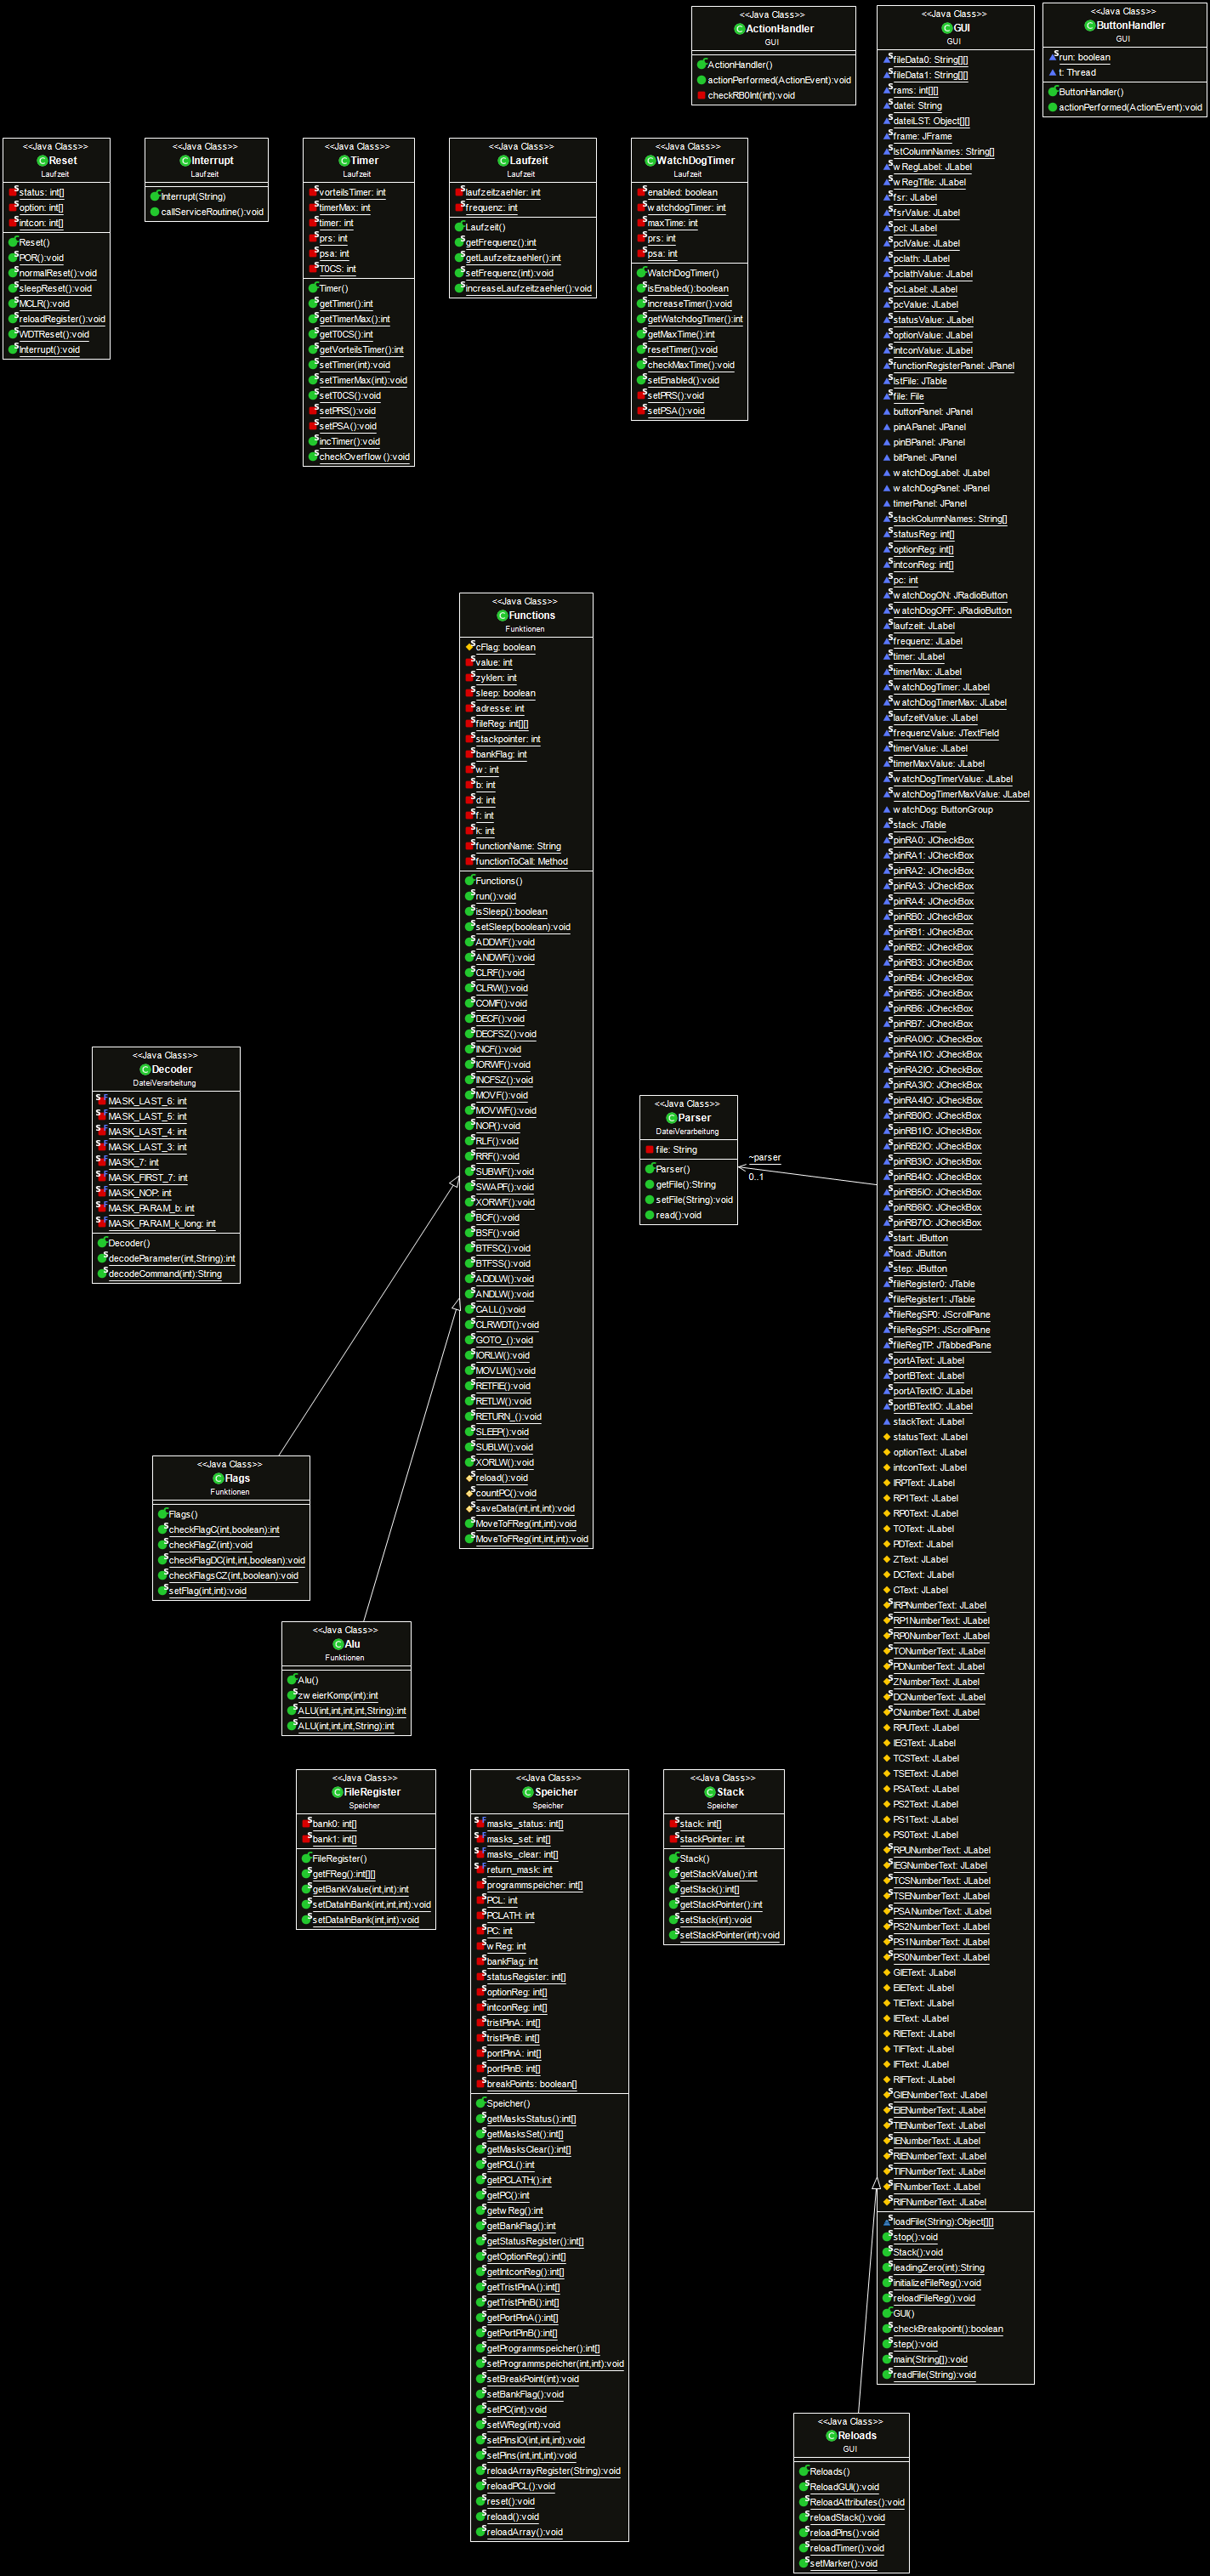 <<Java Class>>
ActionHandler
GUI
ActionHandler()
actionPerformed(ActionEvent):void
checkRB0Int(int):void
<<Java Class>>
GUI
GUI
fileData0: String[][]
fileData1: String[][]
rams: int[][]
datei: String
dateiLST: Object[][]
frame: JFrame
lstColumnNames: String[]
wRegLabel: JLabel
wRegTitle: JLabel
fsr: JLabel
fsrValue: JLabel
pcl: JLabel
pclValue: JLabel
pclath: JLabel
pclathValue: JLabel
pcLabel: JLabel
pcValue: JLabel
statusValue: JLabel
optionValue: JLabel
intconValue: JLabel
functionRegisterPanel: JPanel
lstFile: JTable
file: File
buttonPanel: JPanel
pinAPanel: JPanel
pinBPanel: JPanel
bitPanel: JPanel
watchDogLabel: JLabel
watchDogPanel: JPanel
timerPanel: JPanel
stackColumnNames: String[]
statusReg: int[]
optionReg: int[]
intconReg: int[]
pc: int
watchDogON: JRadioButton
watchDogOFF: JRadioButton
laufzeit: JLabel
frequenz: JLabel
timer: JLabel
timerMax: JLabel
watchDogTimer: JLabel
watchDogTimerMax: JLabel
laufzeitValue: JLabel
frequenzValue: JTextField
timerValue: JLabel
timerMaxValue: JLabel
watchDogTimerValue: JLabel
watchDogTimerMaxValue: JLabel
watchDog: ButtonGroup
stack: JTable
pinRA0: JCheckBox
pinRA1: JCheckBox
pinRA2: JCheckBox
pinRA3: JCheckBox
pinRA4: JCheckBox
pinRB0: JCheckBox
pinRB1: JCheckBox
pinRB2: JCheckBox
pinRB3: JCheckBox
pinRB4: JCheckBox
pinRB5: JCheckBox
pinRB6: JCheckBox
pinRB7: JCheckBox
pinRA0IO: JCheckBox
pinRA1IO: JCheckBox
pinRA2IO: JCheckBox
pinRA3IO: JCheckBox
pinRA4IO: JCheckBox
pinRB0IO: JCheckBox
pinRB1IO: JCheckBox
pinRB2IO: JCheckBox
pinRB3IO: JCheckBox
pinRB4IO: JCheckBox
pinRB5IO: JCheckBox
pinRB6IO: JCheckBox
pinRB7IO: JCheckBox
start: JButton
load: JButton
step: JButton
fileRegister0: JTable
fileRegister1: JTable
fileRegSP0: JScrollPane
fileRegSP1: JScrollPane
fileRegTP: JTabbedPane
portAText: JLabel
portBText: JLabel
portATextIO: JLabel
portBTextIO: JLabel
stackText: JLabel
statusText: JLabel
optionText: JLabel
intconText: JLabel
IRPText: JLabel
RP1Text: JLabel
RP0Text: JLabel
TOText: JLabel
PDText: JLabel
ZText: JLabel
DCText: JLabel
CText: JLabel
IRPNumberText: JLabel
RP1NumberText: JLabel
RP0NumberText: JLabel
TONumberText: JLabel
PDNumberText: JLabel
ZNumberText: JLabel
DCNumberText: JLabel
CNumberText: JLabel
RPUText: JLabel
IEGText: JLabel
TCSText: JLabel
TSEText: JLabel
PSAText: JLabel
PS2Text: JLabel
PS1Text: JLabel
PS0Text: JLabel
RPUNumberText: JLabel
IEGNumberText: JLabel
TCSNumberText: JLabel
TSENumberText: JLabel
PSANumberText: JLabel
PS2NumberText: JLabel
PS1NumberText: JLabel
PS0NumberText: JLabel
GIEText: JLabel
EIEText: JLabel
TIEText: JLabel
IEText: JLabel
RIEText: JLabel
TIFText: JLabel
IFText: JLabel
RIFText: JLabel
GIENumberText: JLabel
EIENumberText: JLabel
TIENumberText: JLabel
IENumberText: JLabel
RIENumberText: JLabel
TIFNumberText: JLabel
IFNumberText: JLabel
RIFNumberText: JLabel
loadFile(String):Object[][]
stop():void
Stack():void
leadingZero(int):String
initializeFileReg():void
reloadFileReg():void
GUI()
checkBreakpoint():boolean
step():void
main(String[]):void
readFile(String):void
<<Java Class>>
ButtonHandler
GUI
run: boolean
t: Thread
ButtonHandler()
actionPerformed(ActionEvent):void
<<Java Class>>
Reset
Laufzeit
status: int[]
option: int[]
intcon: int[]
Reset()
POR():void
normalReset():void
sleepReset():void
MCLR():void
reloadRegister():void
WDTReset():void
Interrupt():void
<<Java Class>>
Interrupt
Laufzeit
Interrupt(String)
callServiceRoutine():void
<<Java Class>>
Timer
Laufzeit
vorteilsTimer: int
timerMax: int
timer: int
prs: int
psa: int
T0CS: int
Timer()
getTimer():int
getTimerMax():int
getT0CS():int
getVorteilsTimer():int
setTimer(int):void
setTimerMax(int):void
setT0CS():void
setPRS():void
setPSA():void
incTimer():void
checkOverflow():void
<<Java Class>>
Laufzeit
Laufzeit
laufzeitzaehler: int
frequenz: int
Laufzeit()
getFrequenz():int
getLaufzeitzaehler():int
setFrequenz(int):void
increaseLaufzeitzaehler():void
<<Java Class>>
WatchDogTimer
Laufzeit
enabled: boolean
watchdogTimer: int
maxTime: int
prs: int
psa: int
WatchDogTimer()
isEnabled():boolean
increaseTimer():void
getWatchdogTimer():int
getMaxTime():int
resetTimer():void
checkMaxTime():void
setEnabled():void
setPRS():void
setPSA():void
<<Java Class>>
Functions
Funktionen
cFlag: boolean
value: int
zyklen: int
sleep: boolean
adresse: int
fileReg: int[][]
stackpointer: int
bankFlag: int
w: int
b: int
d: int
f: int
k: int
functionName: String
functionToCall: Method
Functions()
run():void
isSleep():boolean
setSleep(boolean):void
ADDWF():void
ANDWF():void
CLRF():void
CLRW():void
COMF():void
DECF():void
DECFSZ():void
INCF():void
IORWF():void
INCFSZ():void
MOVF():void
MOVWF():void
NOP():void
RLF():void
RRF():void
SUBWF():void
SWAPF():void
XORWF():void
BCF():void
BSF():void
BTFSC():void
BTFSS():void
ADDLW():void
ANDLW():void
CALL():void
CLRWDT():void
GOTO_():void
IORLW():void
MOVLW():void
RETFIE():void
RETLW():void
RETURN_():void
SLEEP():void
SUBLW():void
XORLW():void
reload():void
countPC():void
saveData(int,int,int):void
MoveToFReg(int,int):void
MoveToFReg(int,int,int):void
<<Java Class>>
Decoder
DateiVerarbeitung
MASK_LAST_6: int
MASK_LAST_5: int
MASK_LAST_4: int
MASK_LAST_3: int
MASK_7: int
MASK_FIRST_7: int
MASK_NOP: int
MASK_PARAM_b: int
MASK_PARAM_k_long: int
Decoder()
decodeParameter(int,String):int
decodeCommand(int):String
<<Java Class>>
Parser
DateiVerarbeitung
file: String
Parser()
getFile():String
setFile(String):void
read():void
~parser
0..1
<<Java Class>>
Flags
Funktionen
Flags()
checkFlagC(int,boolean):int
checkFlagZ(int):void
checkFlagDC(int,int,boolean):void
checkFlagsCZ(int,boolean):void
setFlag(int,int):void
<<Java Class>>
Alu
Funktionen
Alu()
zweierKomp(int):int
ALU(int,int,int,int,String):int
ALU(int,int,int,String):int
<<Java Class>>
FileRegister
Speicher
bank0: int[]
bank1: int[]
FileRegister()
getFReg():int[][]
getBankValue(int,int):int
setDataInBank(int,int,int):void
setDataInBank(int,int):void
<<Java Class>>
Speicher
Speicher
masks_status: int[]
masks_set: int[]
masks_clear: int[]
return_mask: int
programmspeicher: int[]
PCL: int
PCLATH: int
PC: int
wReg: int
bankFlag: int
statusRegister: int[]
optionReg: int[]
intconReg: int[]
tristPinA: int[]
tristPinB: int[]
portPinA: int[]
portPinB: int[]
breakPoints: boolean[]
Speicher()
getMasksStatus():int[]
getMasksSet():int[]
getMasksClear():int[]
getPCL():int
getPCLATH():int
getPC():int
getwReg():int
getBankFlag():int
getStatusRegister():int[]
getOptionReg():int[]
getIntconReg():int[]
getTristPinA():int[]
getTristPinB():int[]
getPortPinA():int[]
getPortPinB():int[]
getProgrammspeicher():int[]
setProgrammspeicher(int,int):void
setBreakPoint(int):void
setBankFlag():void
setPC(int):void
setWReg(int):void
setPinsIO(int,int,int):void
setPins(int,int,int):void
reloadArrayRegister(String):void
reloadPCL():void
reset():void
reload():void
reloadArray():void
<<Java Class>>
Stack
Speicher
stack: int[]
stackPointer: int
Stack()
getStackValue():int
getStack():int[]
getStackPointer():int
setStack(int):void
setStackPointer(int):void
<<Java Class>>
Reloads
GUI
Reloads()
ReloadGUI():void
ReloadAttributes():void
reloadStack():void
reloadPins():void
reloadTimer():void
setMarker():void